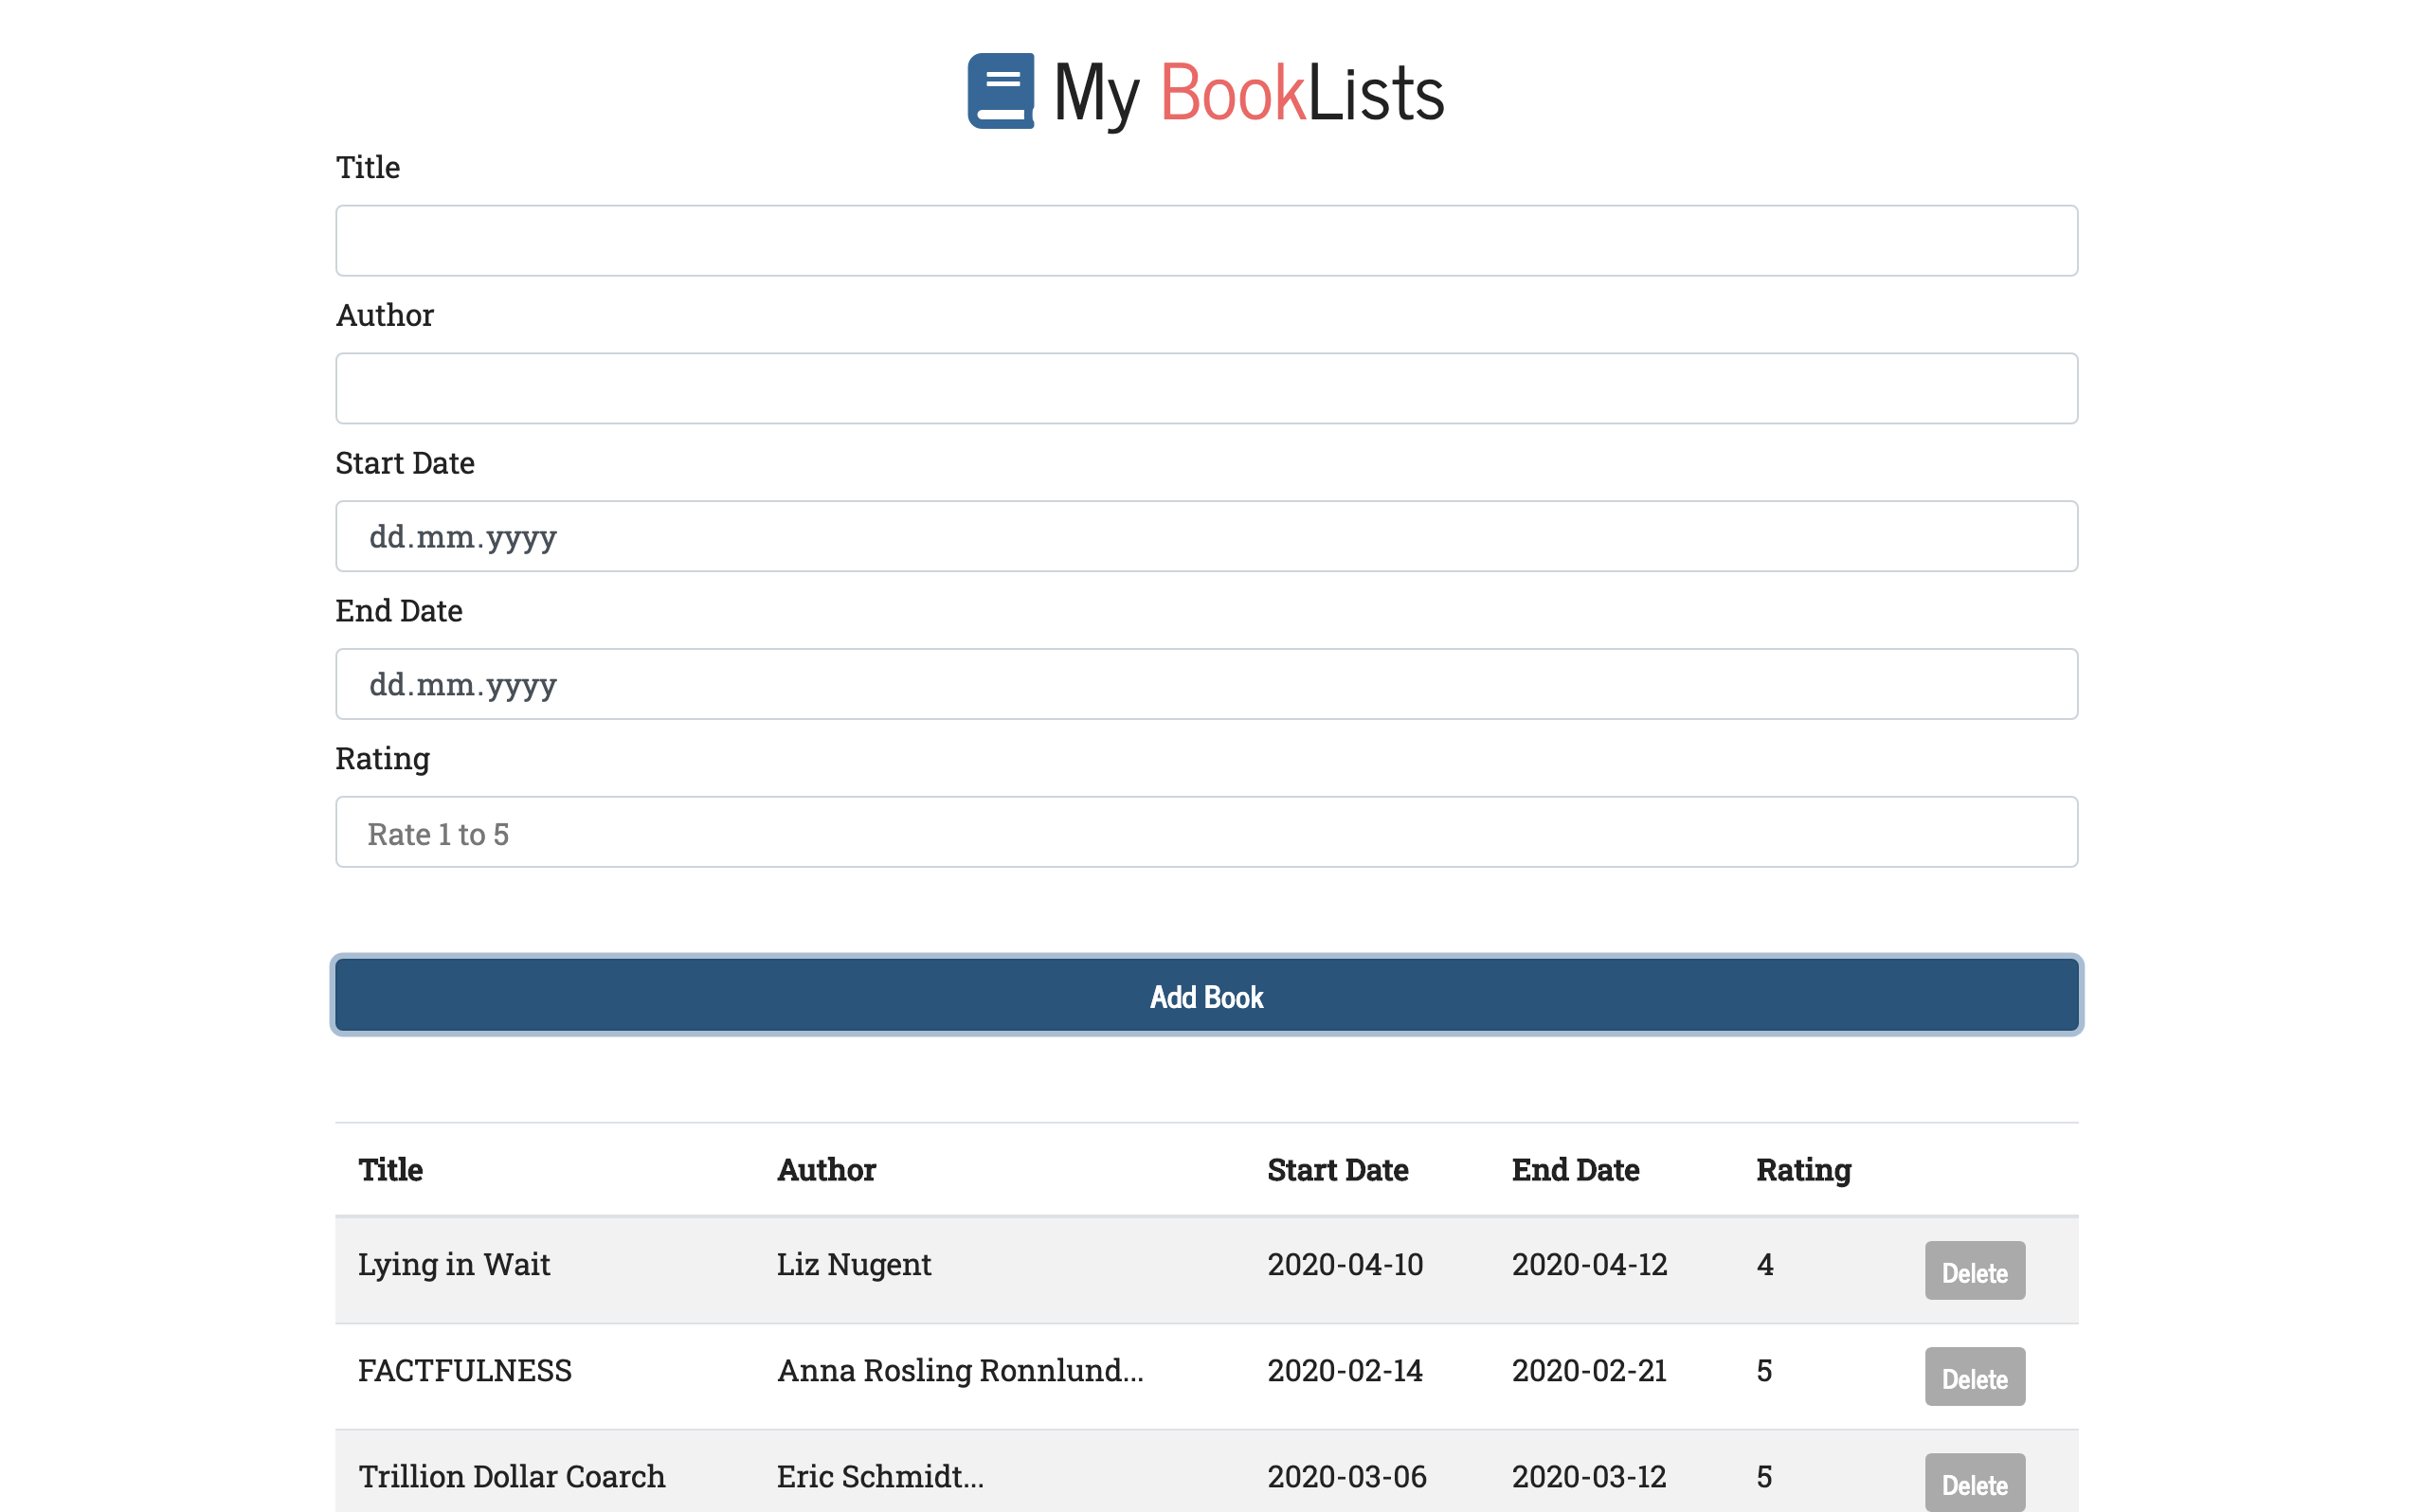 My BookLists
Title
Author
Start Date
dd.mm.yyyy
End Date
dd.mm.yyyy
Rating
Rate 1 to 5
Add Book
Title Author Start Date End Date Rating
Lying in Wait Liz Nugent 2020-04-10 2020-04-12 4 Delete
FACTFULNESS Anna Rosling Ronnlund... 2020-02-14 2020-02-21 5 Delete
Trillion Dollar Coarch Eric Schmidt... 2020-03-06 2020-03-12 5 Delete